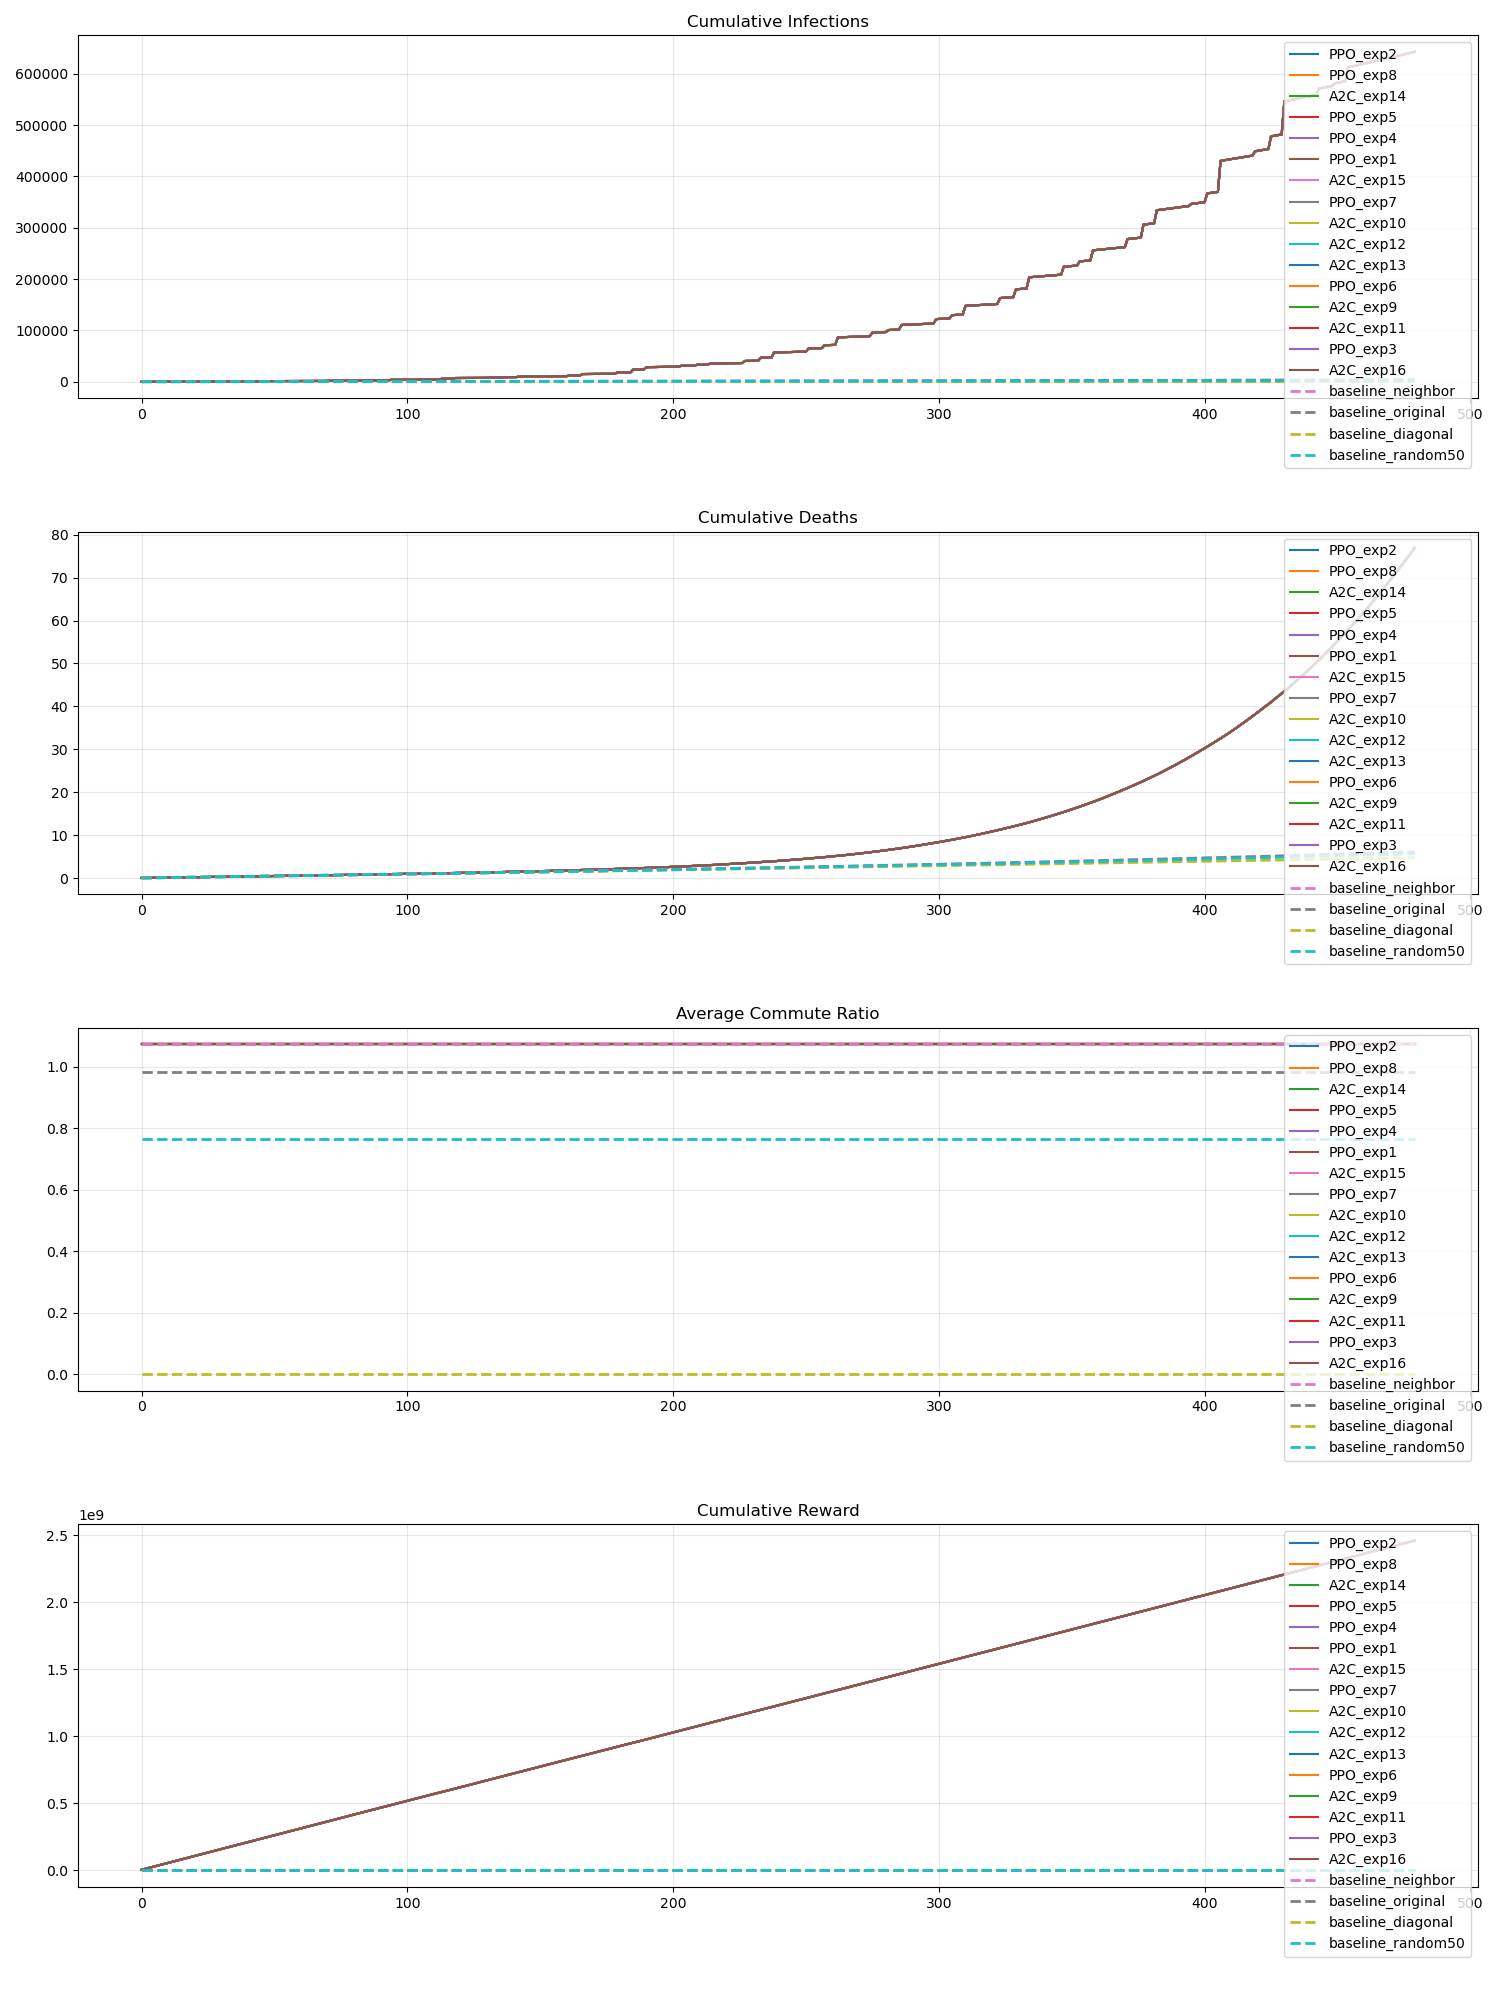 Cumulative Infections
600000
500000
400000
300000
200000
100000
0
0 100 200 300 400 500
PPO_exp2
PPO_exp8
A2C_exp14
PPO_exp5
PPO_exp4
PPO_exp1
A2C_exp15
PPO_exp7
A2C_exp10
A2C_exp12
A2C_exp13
PPO_exp6
A2C_exp9
A2C_exp11
PPO_exp3
A2C_exp16
baseline_neighbor
baseline_original
baseline_diagonal
baseline_random50
Cumulative Deaths
80
70
60
50
40
30
20
10
0
0 100 200 300 400 500
PPO_exp2
PPO_exp8
A2C_exp14
PPO_exp5
PPO_exp4
PPO_exp1
A2C_exp15
PPO_exp7
A2C_exp10
A2C_exp12
A2C_exp13
PPO_exp6
A2C_exp9
A2C_exp11
PPO_exp3
A2C_exp16
baseline_neighbor
baseline_original
baseline_diagonal
baseline_random50
Average Commute Ratio
1.0
0.8
0.6
0.4
0.2
0.0
0 100 200 300 400 500
PPO_exp2
PPO_exp8
A2C_exp14
PPO_exp5
PPO_exp4
PPO_exp1
A2C_exp15
PPO_exp7
A2C_exp10
A2C_exp12
A2C_exp13
PPO_exp6
A2C_exp9
A2C_exp11
PPO_exp3
A2C_exp16
baseline_neighbor
baseline_original
baseline_diagonal
baseline_random50
Cumulative Reward
1e9
2.5
2.0
1.5
1.0
0.5
0.0
0 100 200 300 400 500
PPO_exp2
PPO_exp8
A2C_exp14
PPO_exp5
PPO_exp4
PPO_exp1
A2C_exp15
PPO_exp7
A2C_exp10
A2C_exp12
A2C_exp13
PPO_exp6
A2C_exp9
A2C_exp11
PPO_exp3
A2C_exp16
baseline_neighbor
baseline_original
baseline_diagonal
baseline_random50